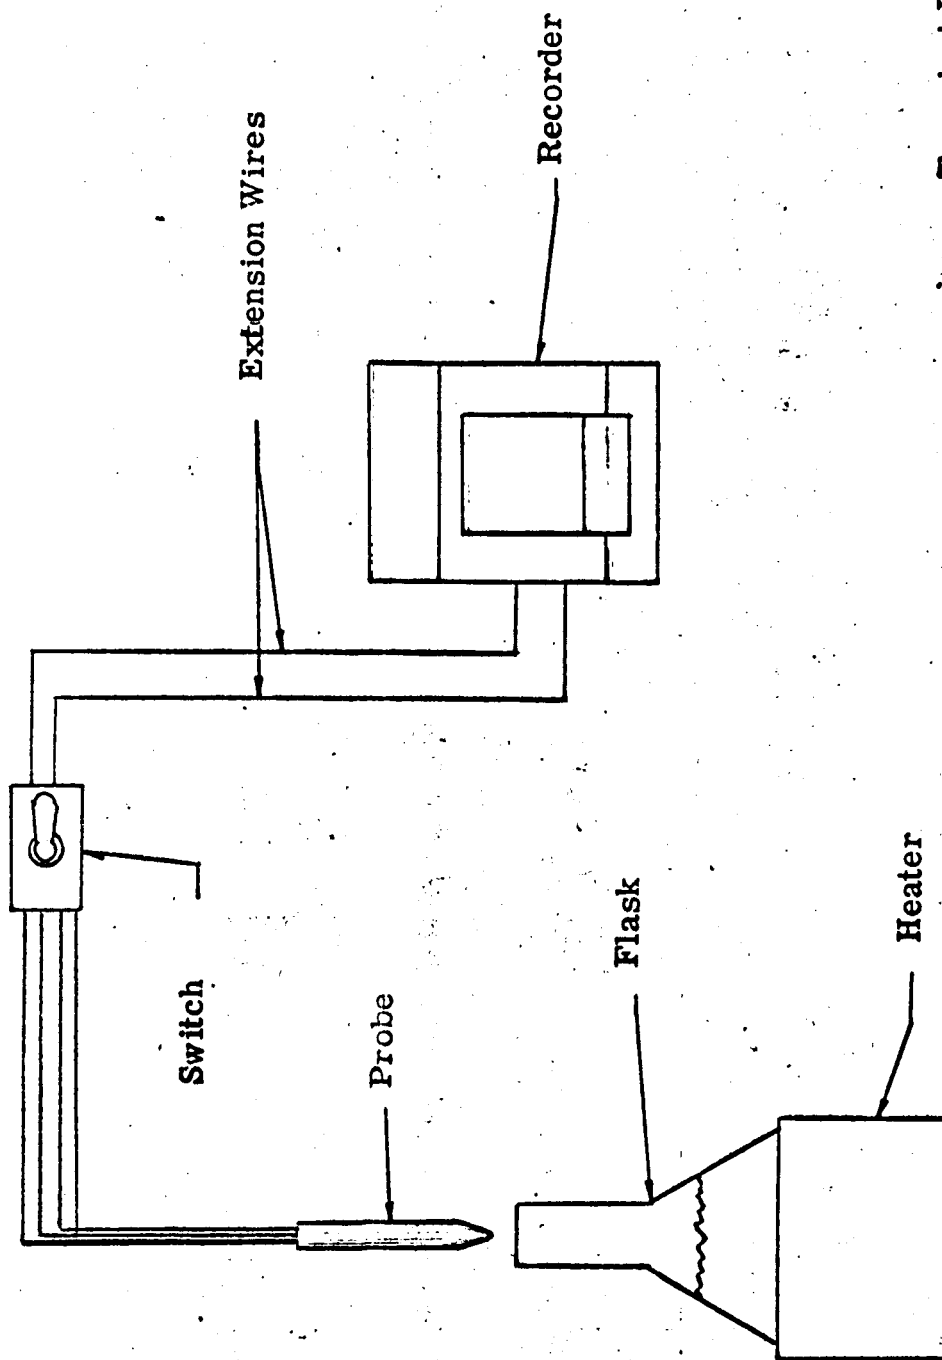 Extension Wires
Recorder
Switch
Probe
Flask
Heater